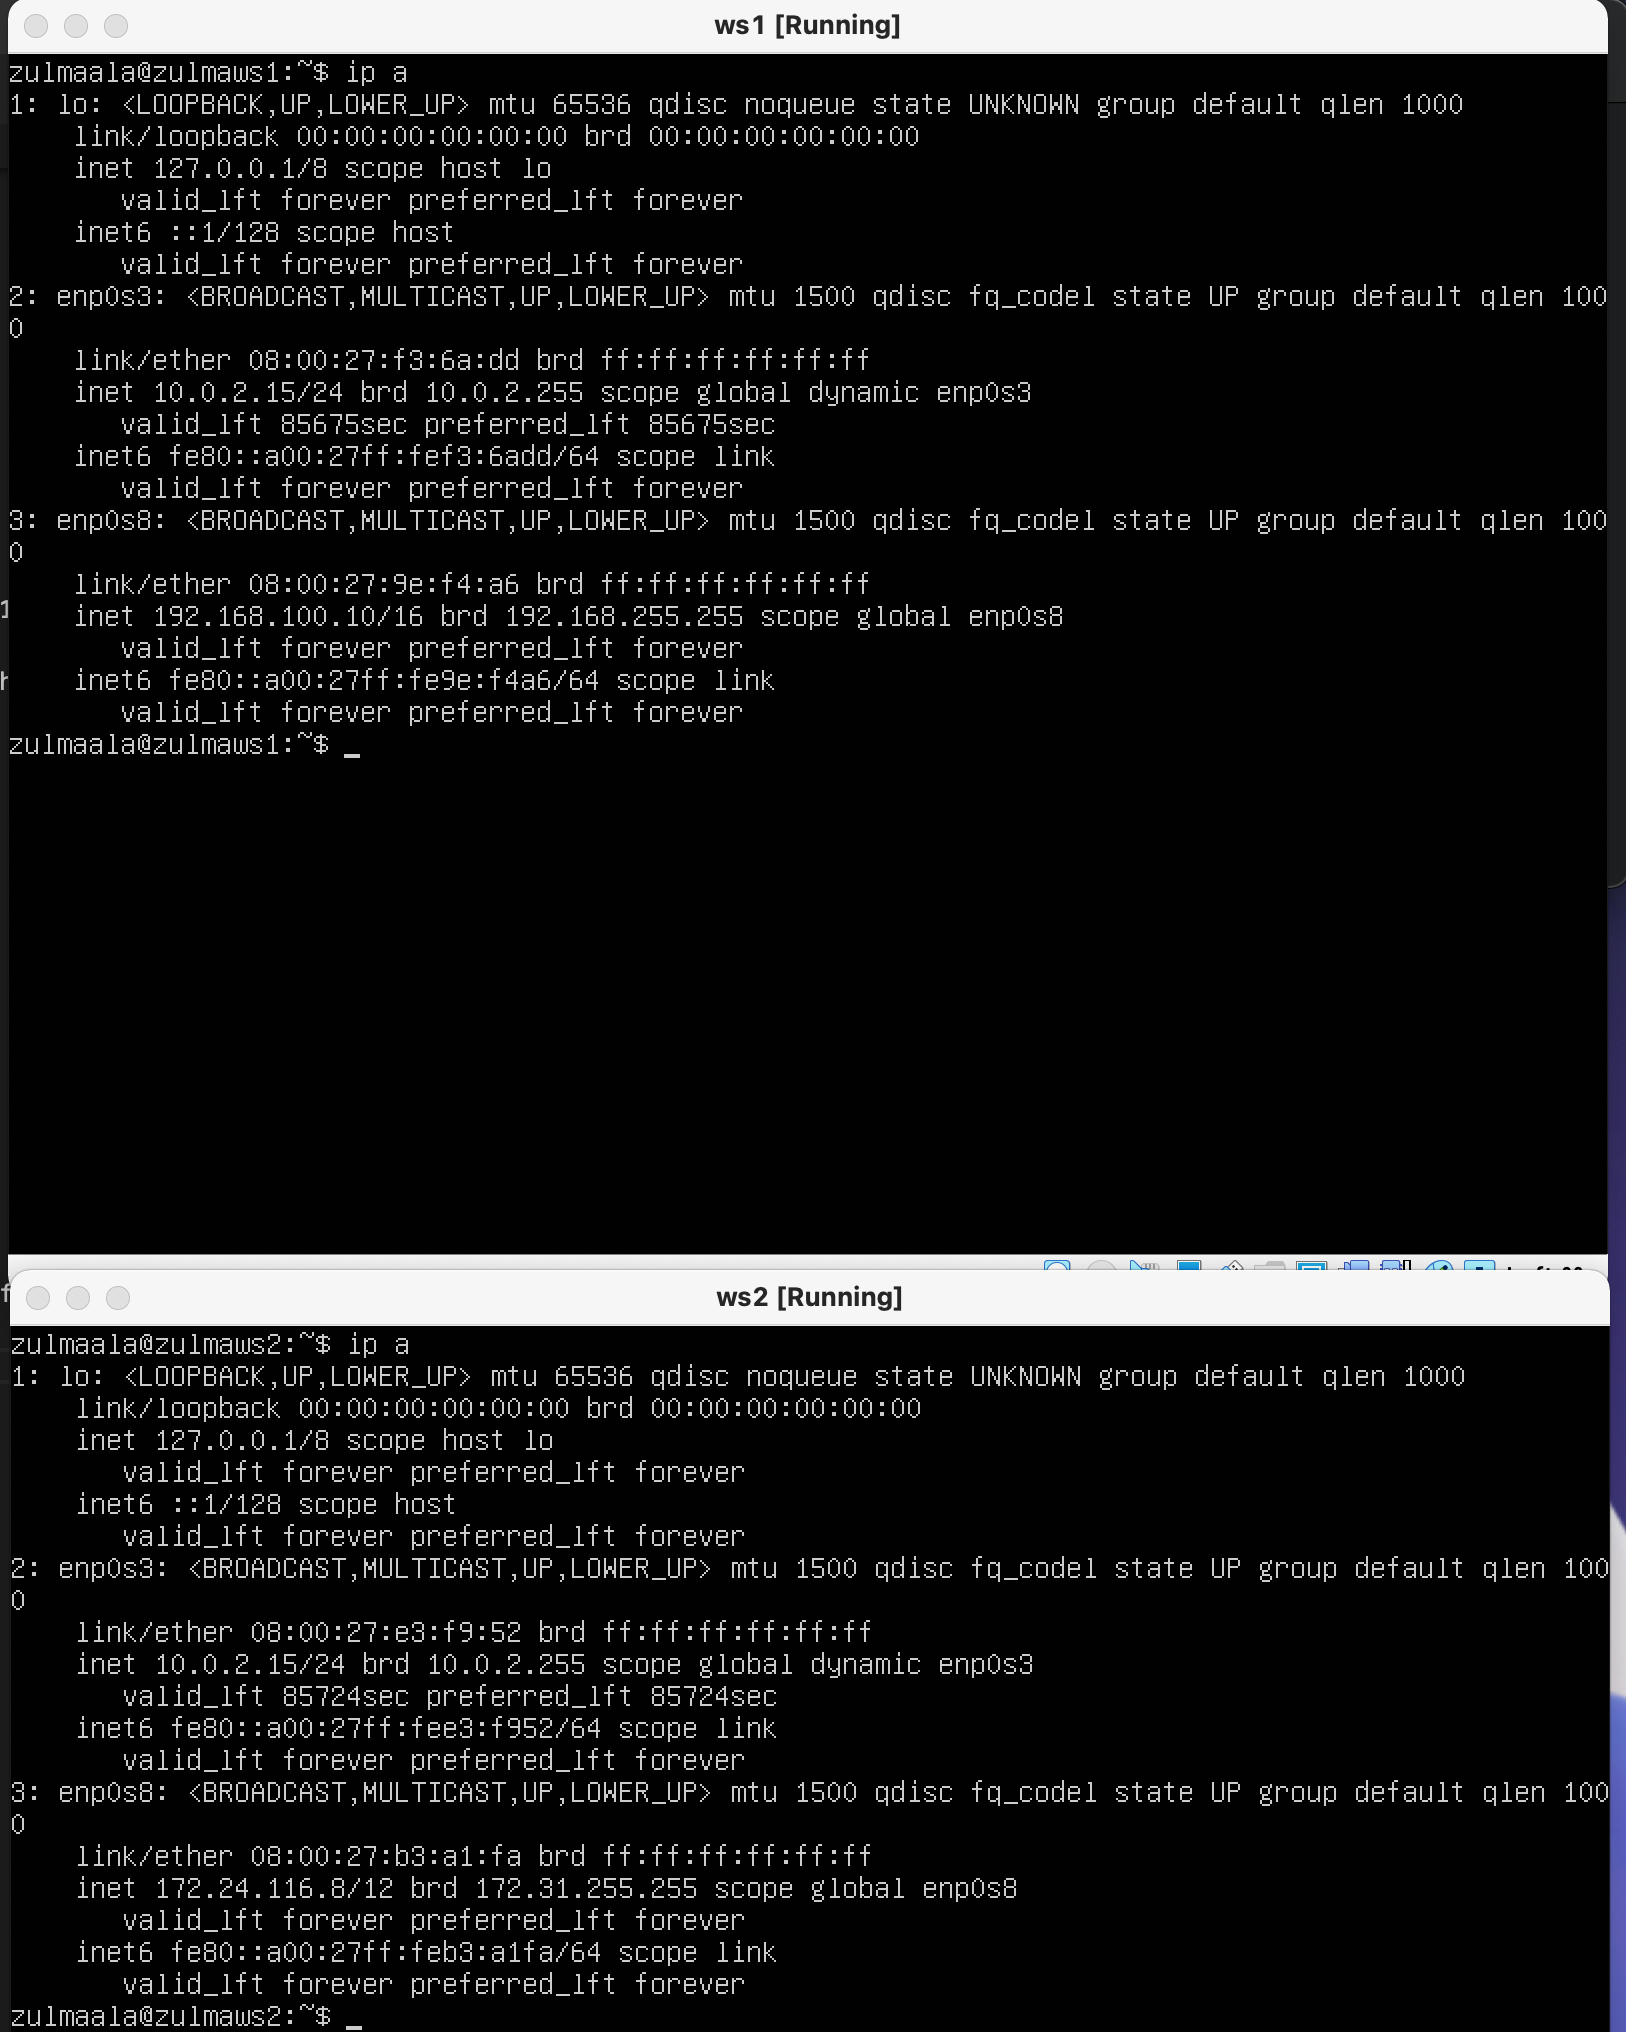 ws1 [Running]
zulmaala@zulmaws1:~$ ip a
1: lo: <LOOPBACK,UP,LOWER_UP> mtu 65536 qdisc noqueue state UNKNOWN group default qlen 1000
    link/loopback 00:00:00:00:00:00 brd 00:00:00:00:00:00
    inet 127.0.0.1/8 scope host lo
       valid_lft forever preferred_lft forever
    inet6 ::1/128 scope host
       valid_lft forever preferred_lft forever
2: enp0s3: <BROADCAST,MULTICAST,UP,LOWER_UP> mtu 1500 qdisc fq_codel state UP group default qlen 100
0
    link/ether 08:00:27:f3:6a:dd brd ff:ff:ff:ff:ff:ff
    inet 10.0.2.15/24 brd 10.0.2.255 scope global dynamic enp0s3
       valid_lft 85675sec preferred_lft 85675sec
    inet6 fe80::a00:27ff:fef3:6add/64 scope link
       valid_lft forever preferred_lft forever
3: enp0s8: <BROADCAST,MULTICAST,UP,LOWER_UP> mtu 1500 qdisc fq_codel state UP group default qlen 100
0
    link/ether 08:00:27:9e:f4:a6 brd ff:ff:ff:ff:ff:ff
    inet 192.168.100.10/16 brd 192.168.255.255 scope global enp0s8
       valid_lft forever preferred_lft forever
    inet6 fe80::a00:27ff:fe9e:f4a6/64 scope link
       valid_lft forever preferred_lft forever
zulmaala@zulmaws1:~$ _
ws2 [Running]
zulmaala@zulmaws2:~$ ip a
1: lo: <LOOPBACK,UP,LOWER_UP> mtu 65536 qdisc noqueue state UNKNOWN group default qlen 1000
    link/loopback 00:00:00:00:00:00 brd 00:00:00:00:00:00
    inet 127.0.0.1/8 scope host lo
       valid_lft forever preferred_lft forever
    inet6 ::1/128 scope host
       valid_lft forever preferred_lft forever
2: enp0s3: <BROADCAST,MULTICAST,UP,LOWER_UP> mtu 1500 qdisc fq_codel state UP group default qlen 100
0
    link/ether 08:00:27:e3:f9:52 brd ff:ff:ff:ff:ff:ff
    inet 10.0.2.15/24 brd 10.0.2.255 scope global dynamic enp0s3
       valid_lft 85724sec preferred_lft 85724sec
    inet6 fe80::a00:27ff:fee3:f952/64 scope link
       valid_lft forever preferred_lft forever
3: enp0s8: <BROADCAST,MULTICAST,UP,LOWER_UP> mtu 1500 qdisc fq_codel state UP group default qlen 100
0
    link/ether 08:00:27:b3:a1:fa brd ff:ff:ff:ff:ff:ff
    inet 172.24.116.8/12 brd 172.31.255.255 scope global enp0s8
       valid_lft forever preferred_lft forever
    inet6 fe80::a00:27ff:feb3:a1fa/64 scope link
       valid_lft forever preferred_lft forever
zulmaala@zulmaws2:~$ _